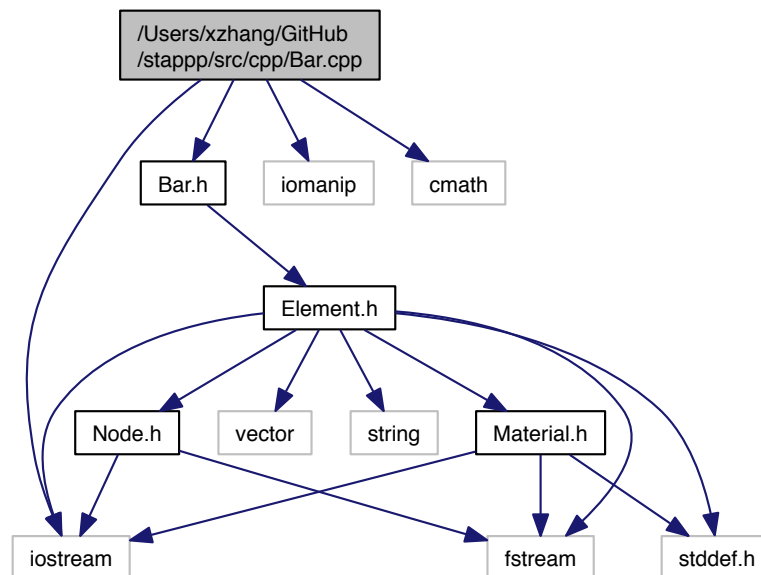 /Users/xzhang/GitHub
/stappp/src/cpp/Bar.cpp
Bar.h
iomanip
cmath
Element.h
Node.h
vector
string
Material.h
iostream
fstream
stddef.h